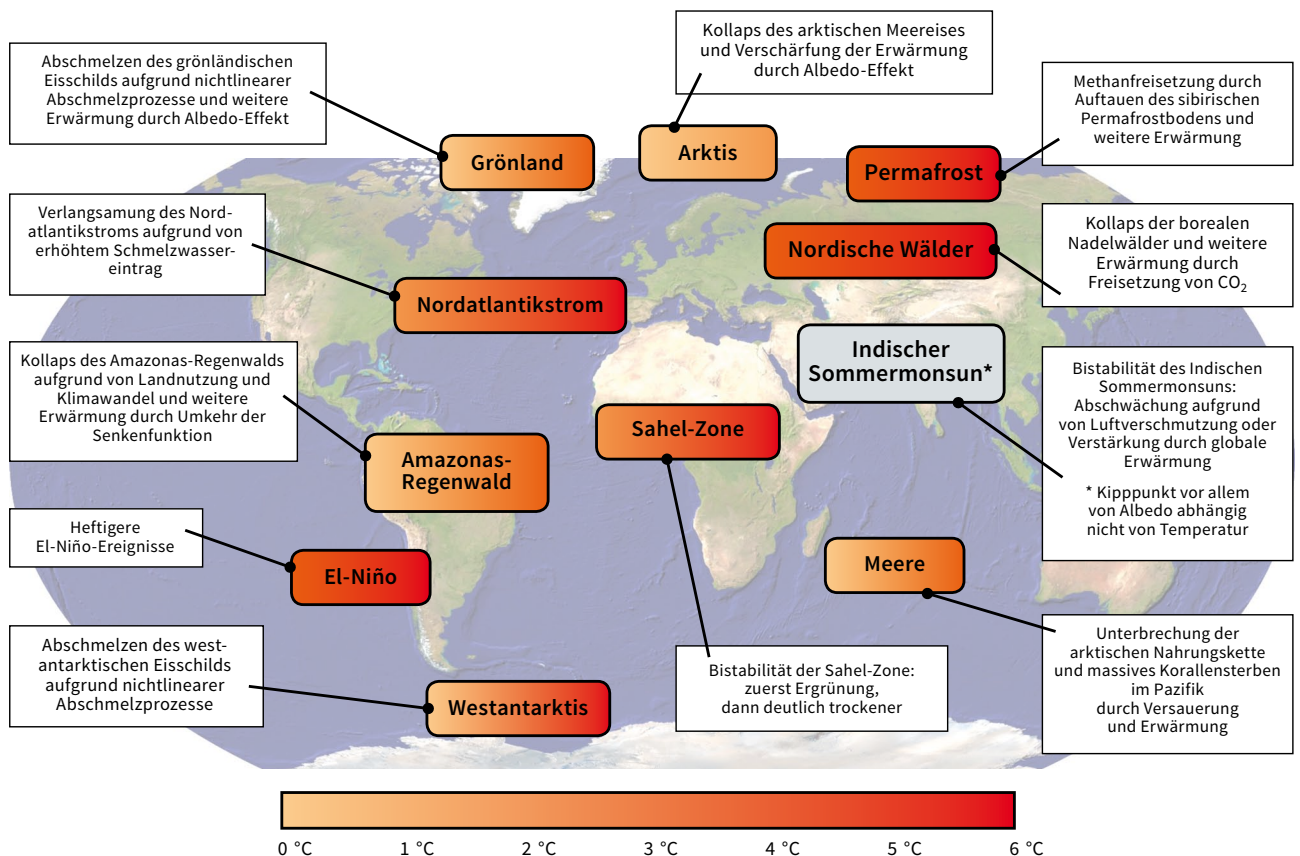 Kollaps des arktischen Meereises
und Verschärfung der Erwärmung
durch Albedo-Effekt
Abschmelzen des grönländischen
Eisschilds aufgrund nichtlinearer
Abschmelzprozesse und weitere
Erwärmung durch Albedo-Effekt
Methanfreisetzung durch
Auftauen des sibirischen
Permafrostbodens und
weitere Erwärmung
Grönland
Arktis
Permafrost
Verlangsamung des Nord-
atlantikstroms aufgrund von
erhöhtem Schmelzwasser-
eintrag
Nordische Wälder
Kollaps der borealen
Nadelwälder und weitere
Erwärmung durch
Freisetzung von CO₂
Nordatlantikstrom
Indischer
Sommermonsun*
Kollaps des Amazonas-Regenwalds
aufgrund von Landnutzung und
Klimawandel und weitere
Erwärmung durch Umkehr der
Senkenfunktion
Bistabilität des Indischen
Sommermonsuns:
Abschwächung aufgrund
von Luftverschmutzung oder
Verstärkung durch globale
Erwärmung
* Kipppunkt vor allem
von Albedo abhängig
nicht von Temperatur
Sahel-Zone
Amazonas-
Regenwald
Heftigere
El-Niño-Ereignisse
El-Niño
Meere
Abschmelzen des west-
antarktischen Eisschilds
aufgrund nichtlinearer
Abschmelzprozesse
Westantarktis
Bistabilität der Sahel-Zone:
zuerst Ergrünung,
dann deutlich trockener
Unterbrechung der
arktischen Nahrungskette
und massives Korallensterben
im Pazifik
durch Versauerung
und Erwärmung
0 °C 1 °C 2 °C 3 °C 4 °C 5 °C 6 °C